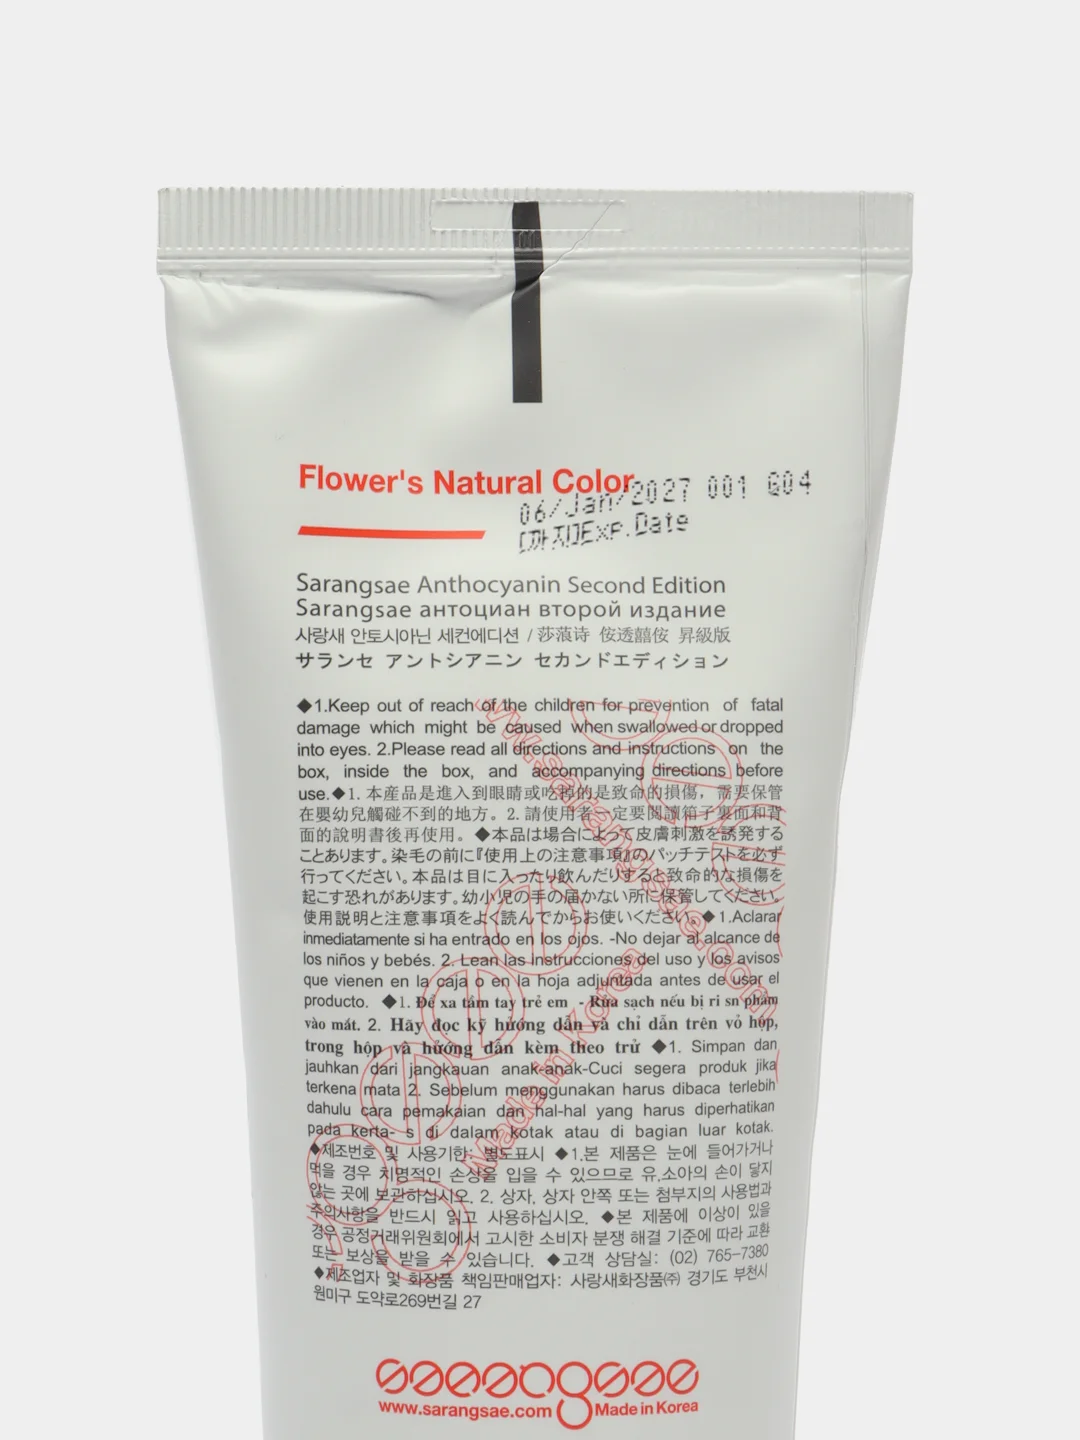 Flower's Natural Color
06/Jan/2027 001 G04
[까지]Exp.Date
Sarangsae Anthocyanin Second Edition
Sarangsae антоциан второй издание
사랑새 안토시아닌 세컨에디션 / 莎蒎诗 侒透囍侒 昇級版
サランセ アントシアニン セカンドエディション
◆1.Keep out of reach of the children for prevention of fatal
damage which might be caused when swallowed or dropped
into eyes. 2.Please read all directions and instructions on the
box, inside the box, and accompanying directions before
use.◆1. 本産品是進入到眼睛或吃掉的是致命的損傷，需要保管
在嬰幼兒觸碰不到的地方。2. 請使用者一定要閱讀箱子裏面和背
面的說明書後再使用。◆本品は場合によって皮膚刺激を誘発する
ことあります。染毛の前に『使用上の注意事項』のパッチテストを必ず
行ってください。本品は目に入ったり飲んだりすると致命的な損傷を
起こす恐れがあります。幼小児の手の届かない所に保管してください。
使用説明と注意事項をよく読んでからお使いください。◆1.Aclarar
inmediatamente si ha entrado en los ojos. -No dejar al alcance de
los niños y bebés. 2. Lean las instrucciones del uso y los avisos
que vienen en la caja o en la hoja adjuntada antes de usar el
producto. ◆1. Để xa tầm tay trẻ em - Rửa sạch nếu bị ri sn phẩm
vào mắt. 2. Hãy đọc kỹ hướng dẫn và chỉ dẫn trên vỏ hộp,
trong hộp và hướng dẫn kèm theo trử ◆1. Simpan dan
jauhkan dari jangkauan anak-anak-Cuci segera produk jika
terkena mata 2. Sebelum menggunakan harus dibaca terlebih
dahulu cara pemakaian dan hal-hal yang harus diperhatikan
pada kerta- s di dalam kotak atau di bagian luar kotak.
◆제조번호 및 사용기한: 별도표시 ◆1.본 제품은 눈에 들어가거나
먹을 경우 치명적인 손상을 입을 수 있으므로 유,소아의 손이 닿지
않는 곳에 보관하십시오. 2. 상자, 상자 안쪽 또는 첨부지의 사용법과
주의사항을 반드시 읽고 사용하십시오. ◆본 제품에 이상이 있을
경우 공정거래위원회에서 고시한 소비자 분쟁 해결 기준에 따라 교환
또는 보상을 받을 수 있습니다. ◆고객 상담실: (02) 765-7380
◆제조업자 및 화장품 책임판매업자: 사랑새화장품㈜ 경기도 부천시
원미구 도약로269번길 27
www.sarangsae.com
Made in Korea
sarangsae
www.sarangsae.com Made in Korea